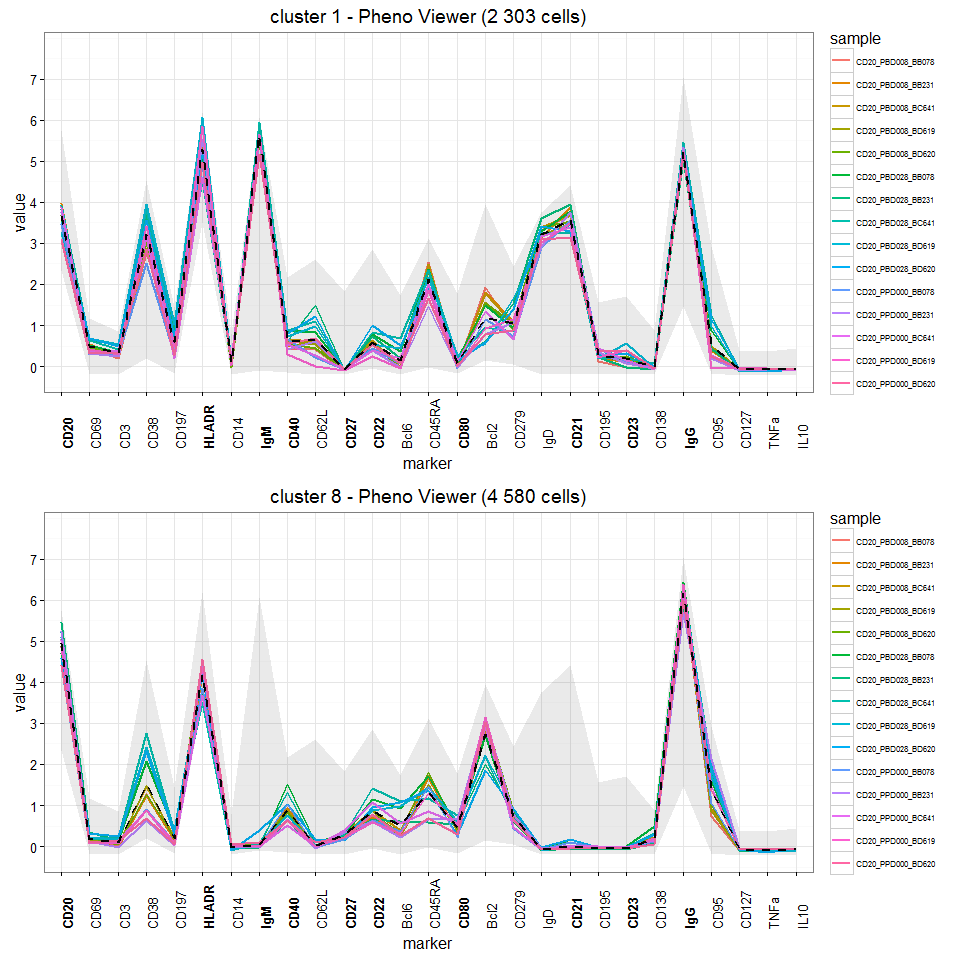 cluster 1 - Pheno Viewer (2 303 cells)
value
7
6
5
4
3
2
1
0
CD20
CD69
CD3
CD38
CD197
HLADR
CD14
IgM
CD40
CD62L
CD27
CD22
Bcl6
CD45RA
CD80
Bcl2
CD279
IgD
CD21
CD195
CD23
CD138
IgG
CD95
CD127
TNFa
IL10
marker
sample
CD20_PBD008_BB078
CD20_PBD008_BB231
CD20_PBD008_BC641
CD20_PBD008_BD619
CD20_PBD008_BD620
CD20_PBD028_BB078
CD20_PBD028_BB231
CD20_PBD028_BC641
CD20_PBD028_BD619
CD20_PBD028_BD620
CD20_PPD000_BB078
CD20_PPD000_BB231
CD20_PPD000_BC641
CD20_PPD000_BD619
CD20_PPD000_BD620
cluster 8 - Pheno Viewer (4 580 cells)
value
7
6
5
4
3
2
1
0
CD20
CD69
CD3
CD38
CD197
HLADR
CD14
IgM
CD40
CD62L
CD27
CD22
Bcl6
CD45RA
CD80
Bcl2
CD279
IgD
CD21
CD195
CD23
CD138
IgG
CD95
CD127
TNFa
IL10
marker
sample
CD20_PBD008_BB078
CD20_PBD008_BB231
CD20_PBD008_BC641
CD20_PBD008_BD619
CD20_PBD008_BD620
CD20_PBD028_BB078
CD20_PBD028_BB231
CD20_PBD028_BC641
CD20_PBD028_BD619
CD20_PBD028_BD620
CD20_PPD000_BB078
CD20_PPD000_BB231
CD20_PPD000_BC641
CD20_PPD000_BD619
CD20_PPD000_BD620